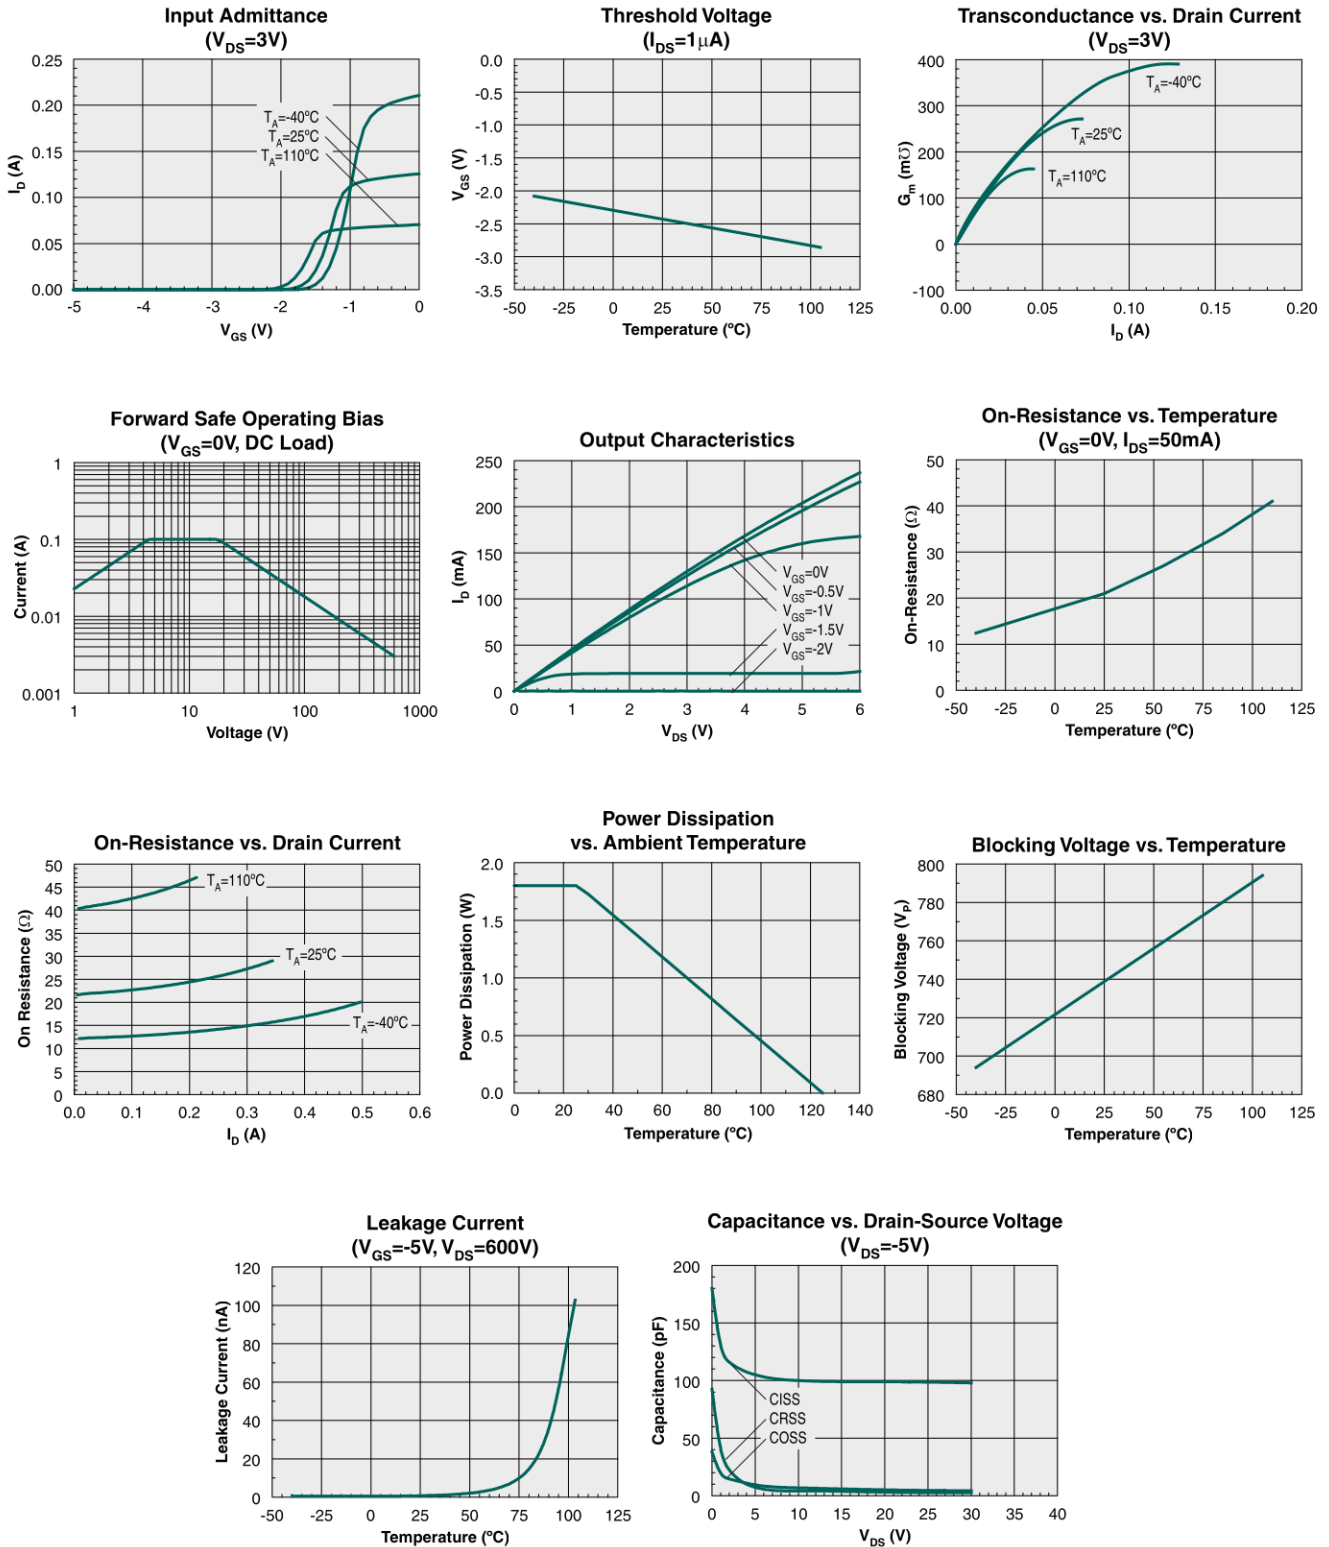 Input Admittance
(VDS=3V)
0.25
0.20
0.15
0.10
0.05
0.00
ID (A)
TA=-40ºC
TA=25ºC
TA=110ºC
-5 -4 -3 -2 -1 0
VGS (V)
Threshold Voltage
(IDS=1μA)
0.0
-0.5
-1.0
-1.5
-2.0
-2.5
-3.0
-3.5
VGS (V)
-50 -25 0 25 50 75 100 125
Temperature (ºC)
Transconductance vs. Drain Current
(VDS=3V)
400
300
200
100
0
-100
Gm (m℧)
TA=-40ºC
TA=25ºC
TA=110ºC
0.00 0.05 0.10 0.15 0.20
ID (A)
Forward Safe Operating Bias
(VGS=0V, DC Load)
1
0.1
0.01
0.001
Current (A)
1 10 100 1000
Voltage (V)
Output Characteristics
250
200
150
100
50
0
ID (mA)
VGS=0V
VGS=-0.5V
VGS=-1V
VGS=-1.5V
VGS=-2V
0 1 2 3 4 5 6
VDS (V)
On-Resistance vs. Temperature
(VGS=0V, IDS=50mA)
50
40
30
20
10
0
On-Resistance (Ω)
-50 -25 0 25 50 75 100 125
Temperature (ºC)
On-Resistance vs. Drain Current
50
45
40
35
30
25
20
15
10
5
0
On Resistance (Ω)
TA=110ºC
TA=25ºC
TA=-40ºC
0.0 0.1 0.2 0.3 0.4 0.5 0.6
ID (A)
Power Dissipation
vs. Ambient Temperature
2.0
1.5
1.0
0.5
0.0
Power Dissipation (W)
0 20 40 60 80 100 120 140
Temperature (ºC)
Blocking Voltage vs. Temperature
800
780
760
740
720
700
680
Blocking Voltage (VP)
-50 -25 0 25 50 75 100 125
Temperature (ºC)
Leakage Current
(VGS=-5V, VDS=600V)
120
100
80
60
40
20
0
Leakage Current (nA)
-50 -25 0 25 50 75 100 125
Temperature (ºC)
Capacitance vs. Drain-Source Voltage
(VDS=-5V)
200
150
100
50
0
Capacitance (pF)
CISS
CRSS
COSS
0 5 10 15 20 25 30 35 40
VDS (V)